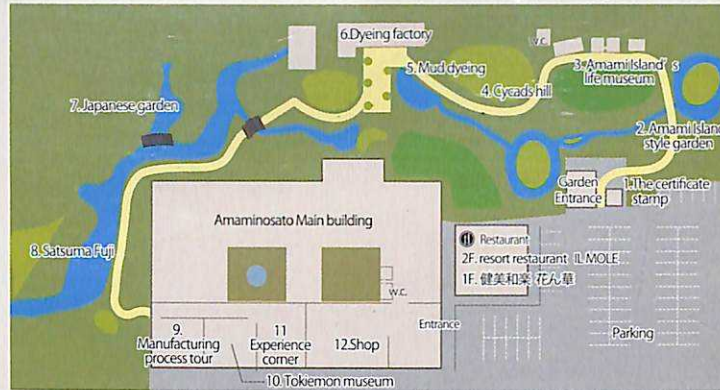 6.Dyeing factory
w.c.
5. Mud dyeing
3. Amami Island's
life museum
4. Cycads hill
7. Japanese garden
2. Amami Island
style garden
Garden
Entrance
1.The certificate
stamp
Amaminosato Main building
Restaurant
2F. resort restaurant IL MOLE
1F. 健美和楽 花ん華
8. Satsuma Fuji
w.c.
Entrance
Parking
9.
Manufacturing
process tour
11
Experience
corner
12.Shop
10. Tokiemon museum